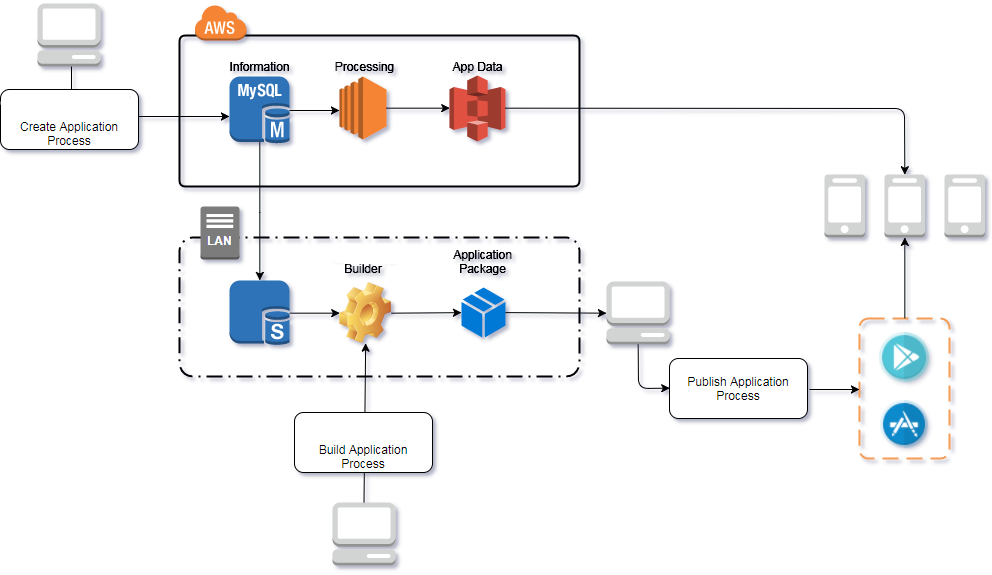 AWS
Information
Processing
App Data
MySQL
M
Create Application
Process
LAN
Builder
Application
Package
S
Publish Application
Process
Build Application
Process